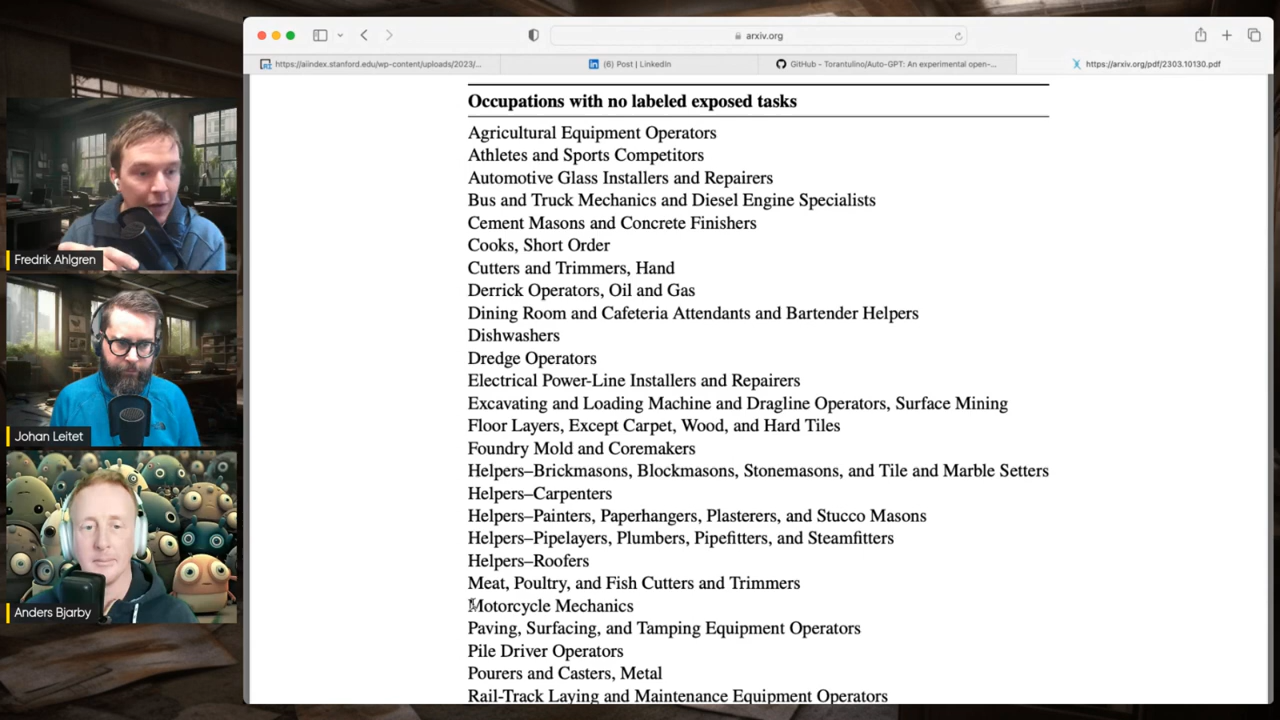 arxiv.org
https://aiindex.stanford.edu/wp-content/uploads/2023/...
(6) Post | LinkedIn
GitHub - Torantulino/Auto-GPT: An experimental open-...
https://arxiv.org/pdf/2303.10130.pdf
Occupations with no labeled exposed tasks
Agricultural Equipment Operators
Athletes and Sports Competitors
Automotive Glass Installers and Repairers
Bus and Truck Mechanics and Diesel Engine Specialists
Cement Masons and Concrete Finishers
Cooks, Short Order
Cutters and Trimmers, Hand
Derrick Operators, Oil and Gas
Dining Room and Cafeteria Attendants and Bartender Helpers
Dishwashers
Dredge Operators
Electrical Power-Line Installers and Repairers
Excavating and Loading Machine and Dragline Operators, Surface Mining
Floor Layers, Except Carpet, Wood, and Hard Tiles
Foundry Mold and Coremakers
Helpers–Brickmasons, Blockmasons, Stonemasons, and Tile and Marble Setters
Helpers–Carpenters
Helpers–Painters, Paperhangers, Plasterers, and Stucco Masons
Helpers–Pipelayers, Plumbers, Pipefitters, and Steamfitters
Helpers–Roofers
Meat, Poultry, and Fish Cutters and Trimmers
Motorcycle Mechanics
Paving, Surfacing, and Tamping Equipment Operators
Pile Driver Operators
Pourers and Casters, Metal
Rail-Track Laying and Maintenance Equipment Operators
Fredrik Ahlgren
Johan Leitet
Anders Bjarby